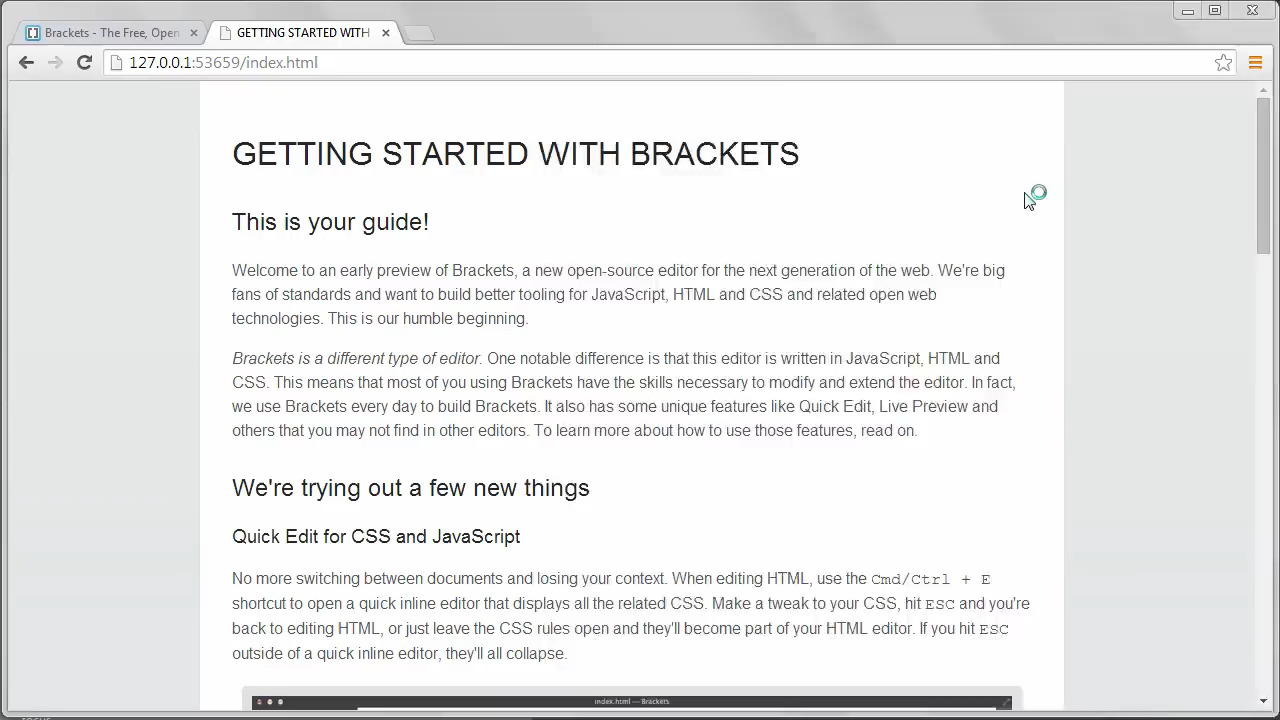 Brackets - The Free, Open
GETTING STARTED WITH
127.0.0.1:53659/index.html
GETTING STARTED WITH BRACKETS
This is your guide!
Welcome to an early preview of Brackets, a new open-source editor for the next generation of the web. We're big
fans of standards and want to build better tooling for JavaScript, HTML and CSS and related open web
technologies. This is our humble beginning.
Brackets is a different type of editor. One notable difference is that this editor is written in JavaScript, HTML and
CSS. This means that most of you using Brackets have the skills necessary to modify and extend the editor. In fact,
we use Brackets every day to build Brackets. It also has some unique features like Quick Edit, Live Preview and
others that you may not find in other editors. To learn more about how to use those features, read on.
We're trying out a few new things
Quick Edit for CSS and JavaScript
No more switching between documents and losing your context. When editing HTML, use the Cmd/Ctrl + E
shortcut to open a quick inline editor that displays all the related CSS. Make a tweak to your CSS, hit ESC and you're
back to editing HTML, or just leave the CSS rules open and they'll become part of your HTML editor. If you hit ESC
outside of a quick inline editor, they'll all collapse.
index.html — Brackets